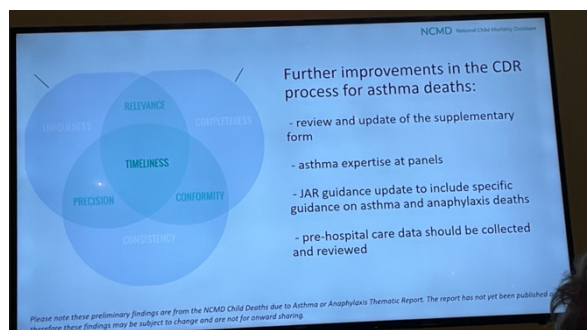 NCMD National Child Mortality Database
Further improvements in the CDR
process for asthma deaths:
- review and update of the supplementary
form
- asthma expertise at panels
- JAR guidance update to include specific
guidance on asthma and anaphylaxis deaths
- pre-hospital care data should be collected
and reviewed
RELEVANCE
UNIQUENESS
COMPLETENESS
TIMELINESS
PRECISION
CONFORMITY
CONSISTENCY
Please note these preliminary findings are from the NCMD Child Deaths due to Asthma or Anaphylaxis Thematic Report. The report has not yet been published
therefore these findings may be subject to change and are not for onward sharing.